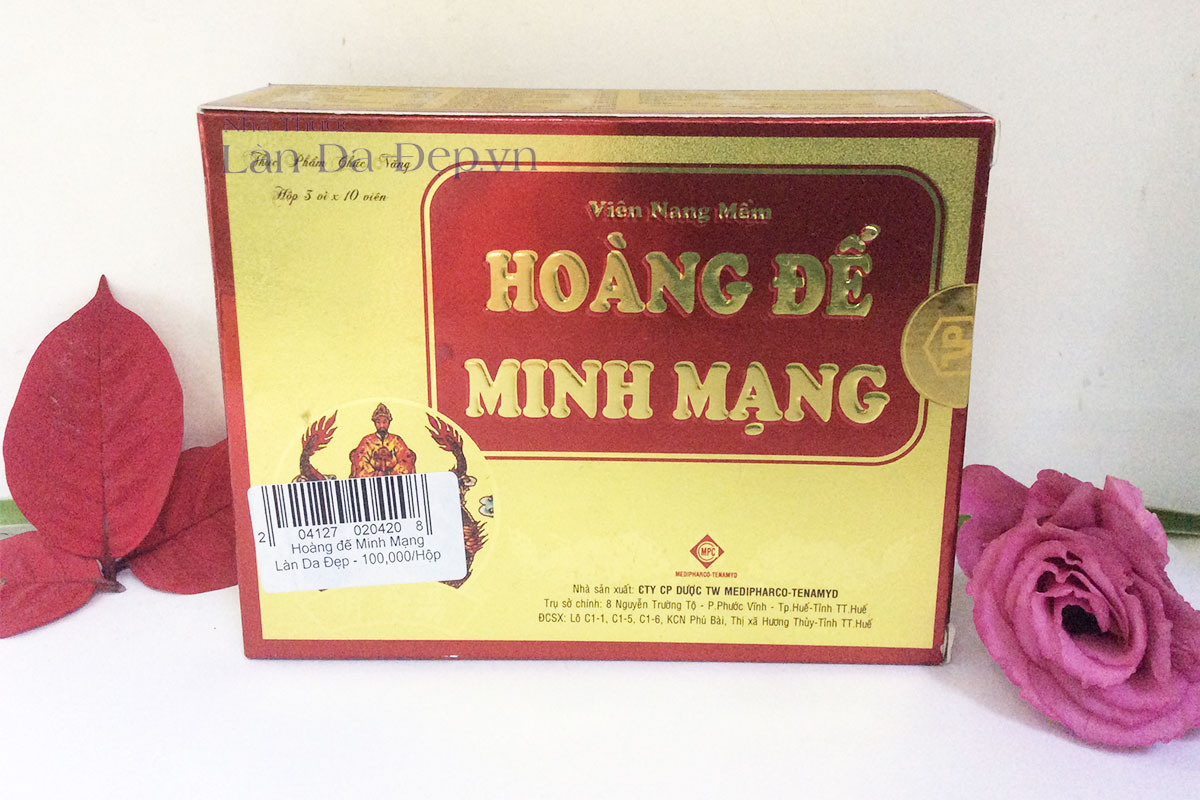 Nhà Thuốc
Làn Da Đẹp.vn
Thực Phẩm Chức Năng
Hộp 3 vỉ x 10 viên
Viên Nang Mềm
HOÀNG ĐẾ
MINH MẠNG
VP
2 04127 020420 8
Hoàng đế Minh Mạng
Làn Da Đẹp - 100,000/Hộp
MPC
MEDIPHARCO-TENAMYD
Nhà sản xuất: CTY CP DƯỢC TW MEDIPHARCO-TENAMYD
Trụ sở chính: 8 Nguyễn Trường Tộ - P.Phước Vĩnh - Tp.Huế-Tỉnh TT.Huế
ĐCSX: Lô C1-1, C1-5, C1-6, KCN Phú Bài, Thị xã Hương Thủy-Tỉnh TT.Huế